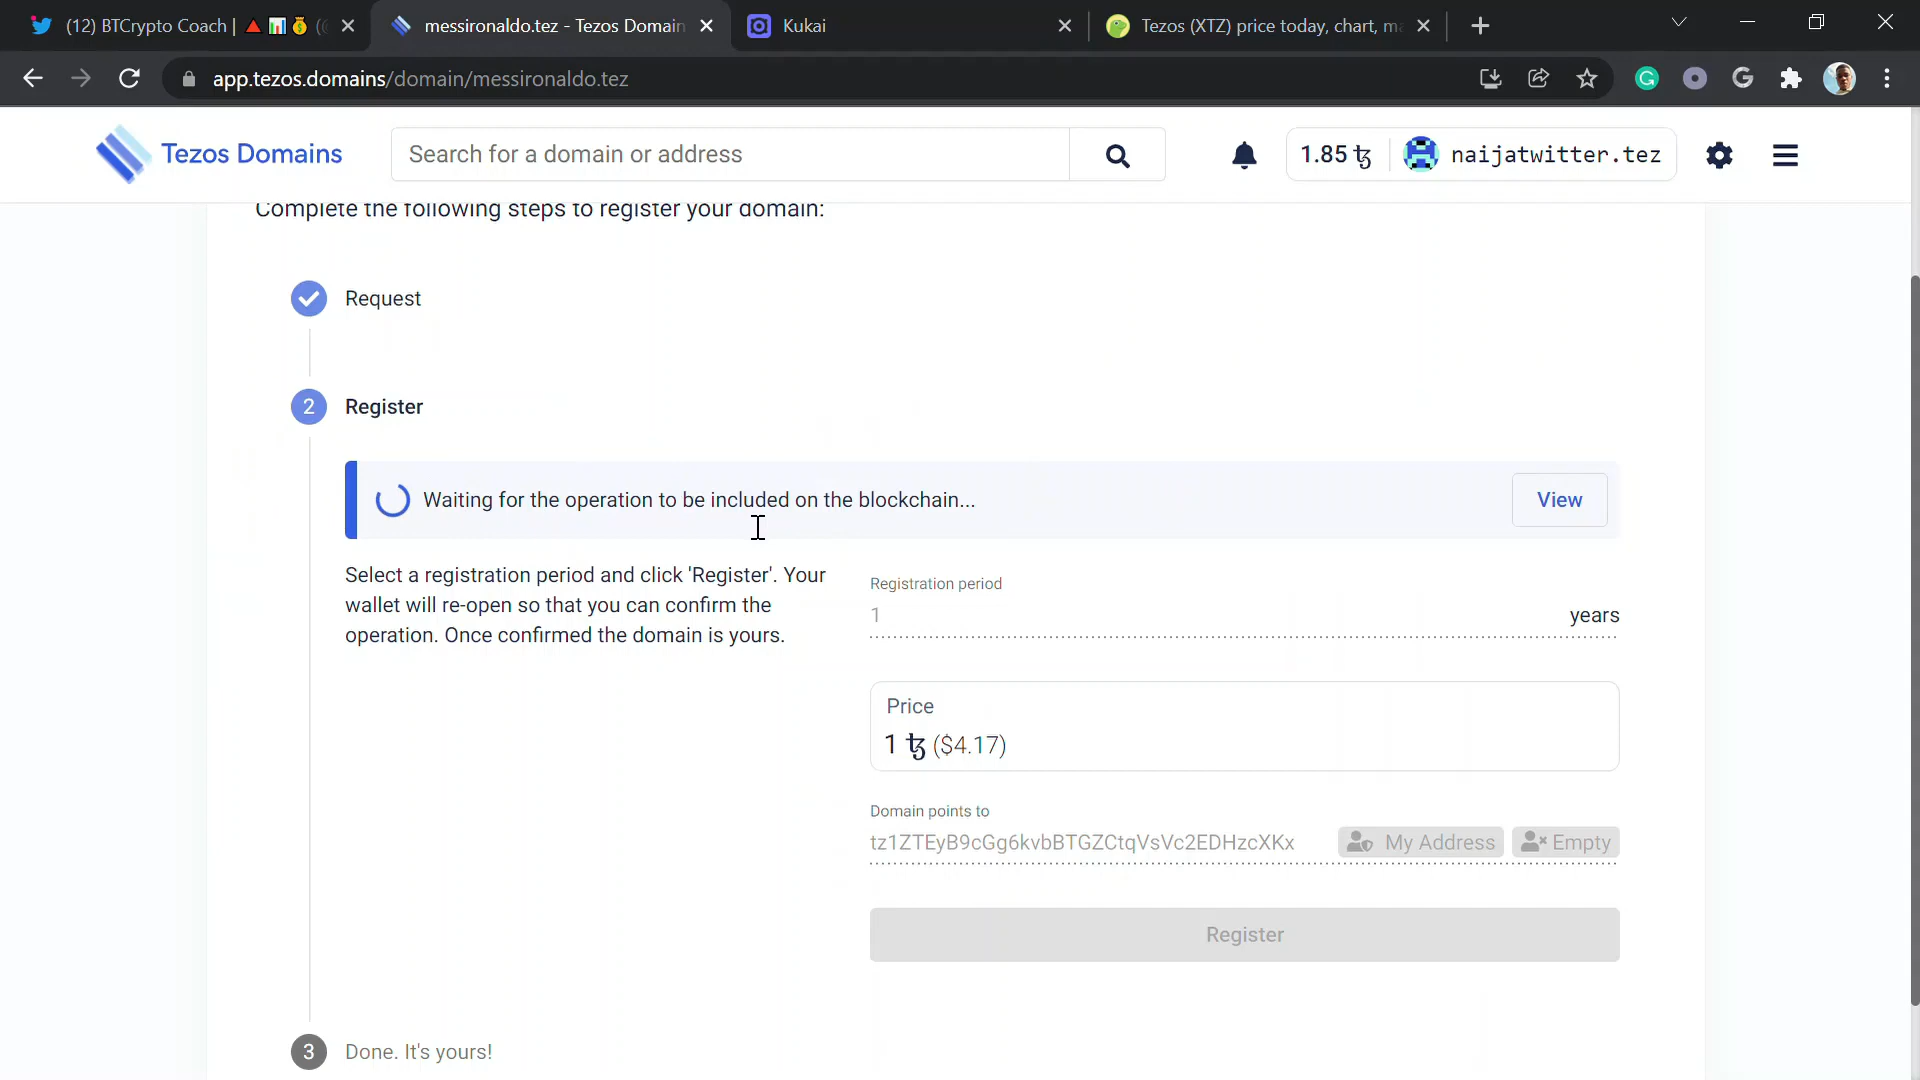 (12) BTCrypto Coach |
messironaldo.tez - Tezos Domain
Kukai
Tezos (XTZ) price today, chart, ma
app.tezos.domains/domain/messironaldo.tez
Tezos Domains
Search for a domain or address
1.85 ꜩ
naijatwitter.tez
Complete the following steps to register your domain:
Request
2 Register
Waiting for the operation to be included on the blockchain...
View
Select a registration period and click 'Register'. Your
wallet will re-open so that you can confirm the
operation. Once confirmed the domain is yours.
Registration period
1 years
Price
1 ꜩ ($4.17)
Domain points to
tz1ZTEyB9cGg6kvbBTGZCtqVsVc2EDHzcXKx
My Address
Empty
Register
3 Done. It's yours!